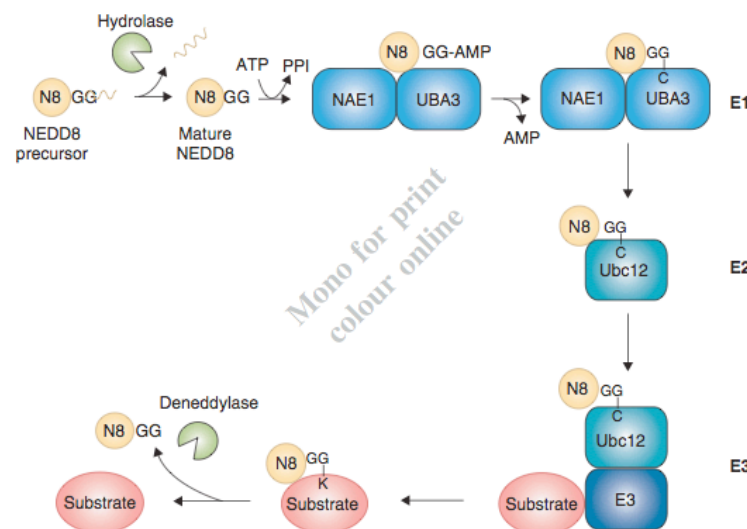 Hydrolase
N8 GG
NEDD8
precursor
N8 GG
Mature
NEDD8
ATP PPI
N8 GG-AMP
NAE1 UBA3
AMP
N8 GG
C
NAE1 UBA3
E1
N8 GG
C
Ubc12
E2
Mono for print
colour online
N8 GG
C
Ubc12
E3
Substrate
E3
N8 GG
K
Substrate
Deneddylase
N8 GG
Substrate